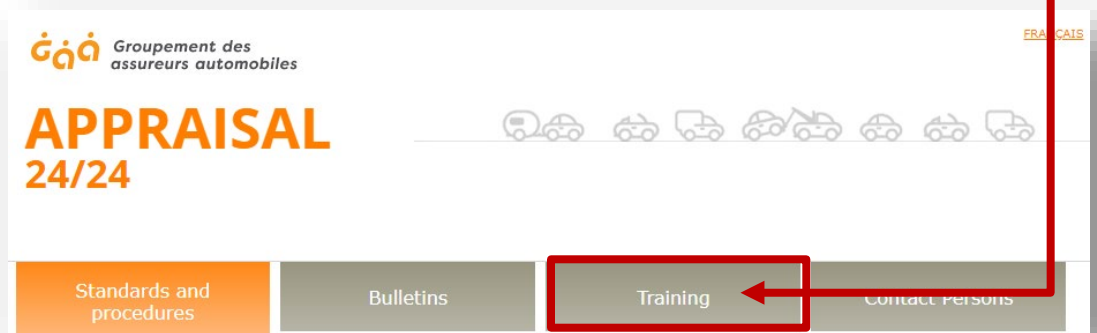 Groupement des
assureurs automobiles
FRANÇAIS
APPRAISAL
24/24
Standards and
procedures
Bulletins
Training
Contact Persons